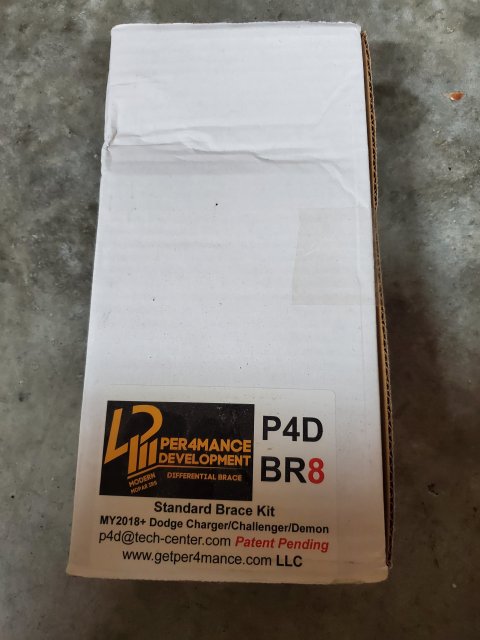 PER4MANCE
DEVELOPMENT
DIFFERENTIAL BRACE
MODERN
MOPAR IRS
P4D
BR8
Standard Brace Kit
MY2018+ Dodge Charger/Challenger/Demon
p4d@tech-center.com Patent Pending
www.getper4mance.com LLC